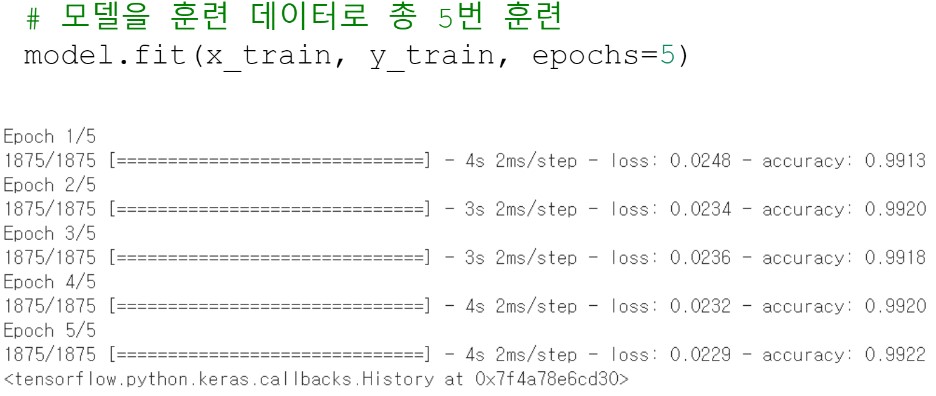 # 모델을 훈련 데이터로 총 5번 훈련
model.fit(x_train, y_train, epochs=5)
Epoch 1/5
1875/1875 [==============================] - 4s 2ms/step - loss: 0.0248 - accuracy: 0.9913
Epoch 2/5
1875/1875 [==============================] - 3s 2ms/step - loss: 0.0234 - accuracy: 0.9920
Epoch 3/5
1875/1875 [==============================] - 3s 2ms/step - loss: 0.0236 - accuracy: 0.9918
Epoch 4/5
1875/1875 [==============================] - 4s 2ms/step - loss: 0.0232 - accuracy: 0.9920
Epoch 5/5
1875/1875 [==============================] - 4s 2ms/step - loss: 0.0229 - accuracy: 0.9922
<tensorflow.python.keras.callbacks.History at 0x7f4a78e6cd30>